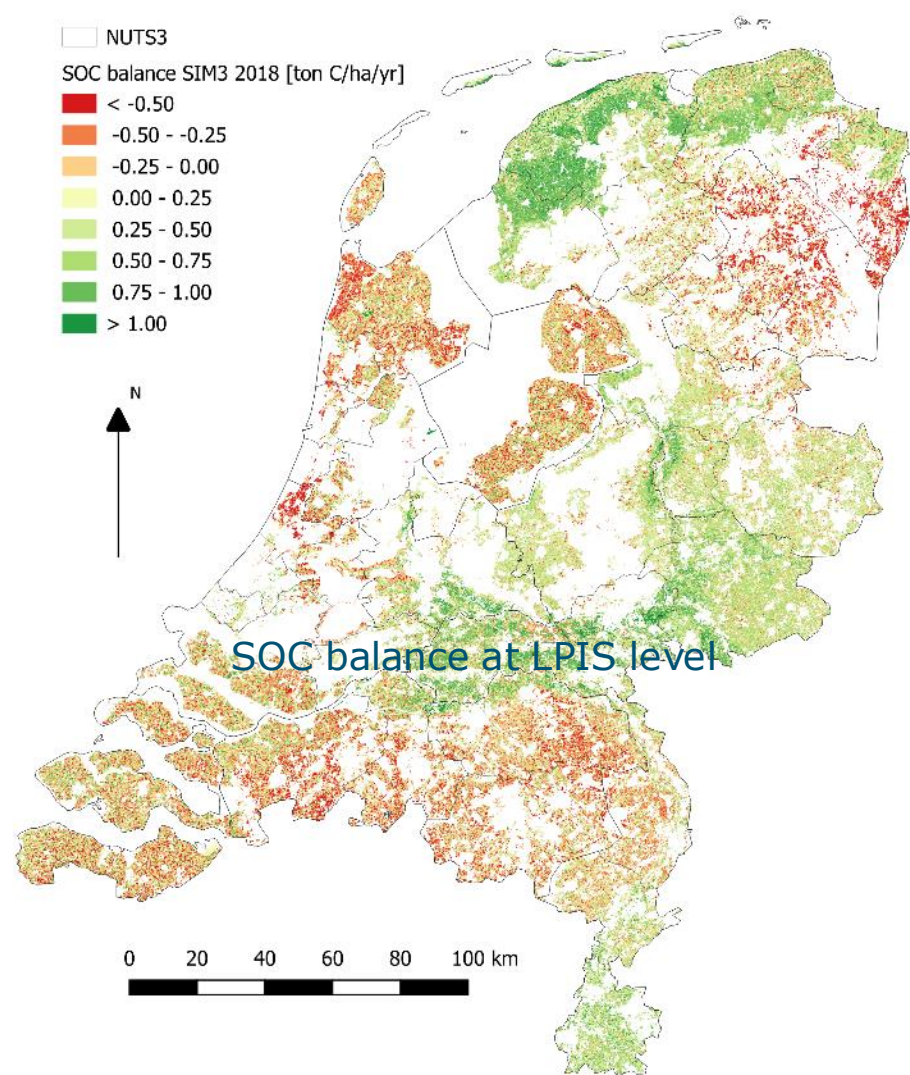 NUTS3
SOC balance SIM3 2018 [ton C/ha/yr]
< -0.50
-0.50 - -0.25
-0.25 - 0.00
0.00 - 0.25
0.25 - 0.50
0.50 - 0.75
0.75 - 1.00
> 1.00
N
SOC balance at LPIS level
0 20 40 60 80 100 km